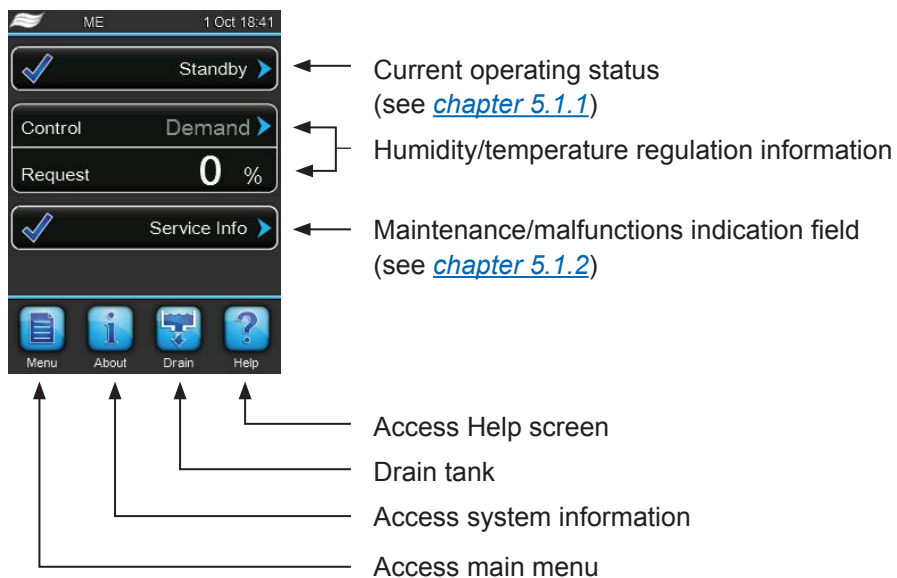 ME 1 Oct 18:41
Standby
Current operating status
(see chapter 5.1.1)
Control Demand
Request 0 %
Humidity/temperature regulation information
Service Info
Maintenance/malfunctions indication field
(see chapter 5.1.2)
Menu About Drain Help
Access Help screen
Drain tank
Access system information
Access main menu